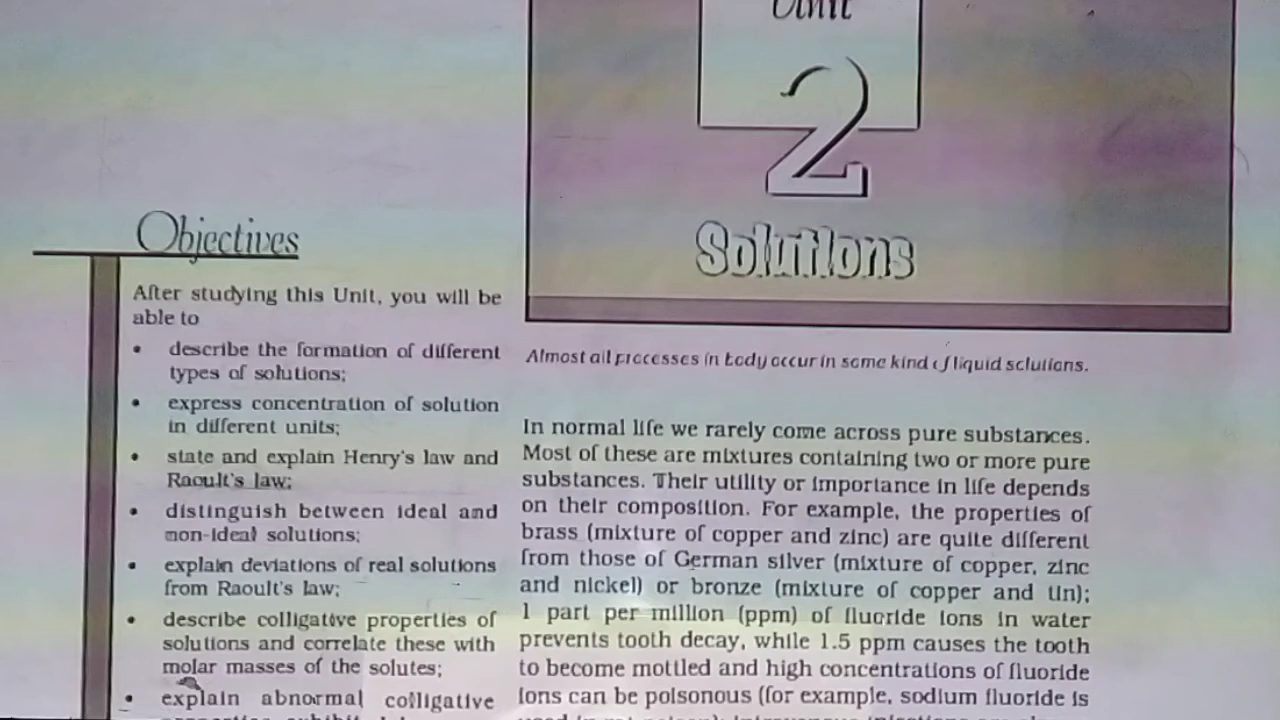 Unit
2
Solutions
Objectives
After studying this Unit, you will be
able to
• describe the formation of different
types of solutions;
• express concentration of solution
in different units;
• state and explain Henry's law and
Raoult's law;
• distinguish between ideal and
non-ideal solutions;
• explain deviations of real solutions
from Raoult's law;
• describe colligative properties of
solutions and correlate these with
molar masses of the solutes;
• explain abnormal colligative
Almost all processes in body occur in some kind of liquid solutions.
In normal life we rarely come across pure substances.
Most of these are mixtures containing two or more pure
substances. Their utility or importance in life depends
on their composition. For example, the properties of
brass (mixture of copper and zinc) are quite different
from those of German silver (mixture of copper, zinc
and nickel) or bronze (mixture of copper and tin);
1 part per million (ppm) of fluoride ions in water
prevents tooth decay, while 1.5 ppm causes the tooth
to become mottled and high concentrations of fluoride
ions can be poisonous (for example, sodium fluoride is